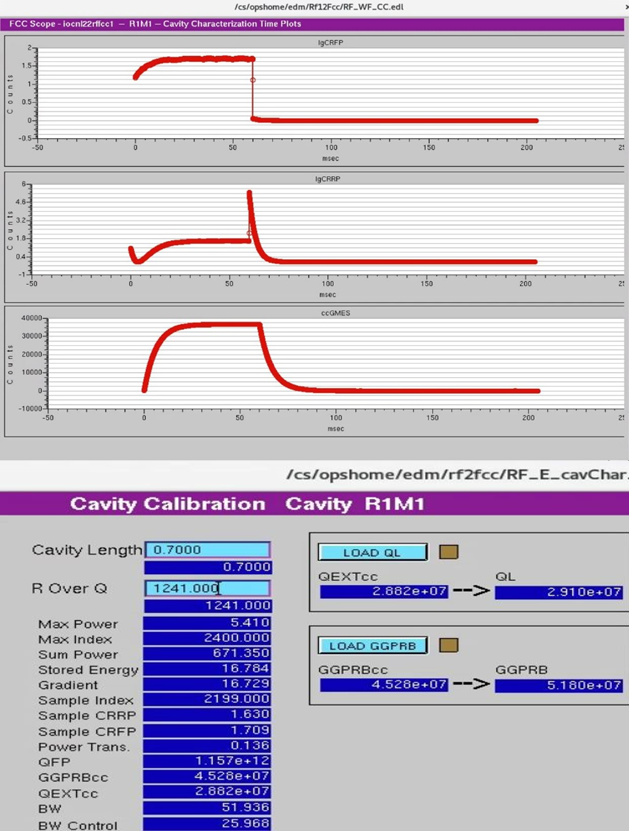 /cs/opshome/edm/Rf12Fcc/RF_WF_CC.edl
FCC Scope - iocnl22rffcc1 - R1M1 - Cavity Characterization Time Plots
IgCRFP
Counts
2
1.5
1
0.5
0
-0.5
-50 0 50 100 150 200 250
msec
IgCRRP
Counts
6
4.6
3.2
1.8
0.4
-1
-50 0 50 100 150 200 250
msec
ccGMES
Counts
40000
30000
20000
10000
0
-10000
-50 0 50 100 150 200 250
msec
/cs/opshome/edm/rf2fcc/RF_E_cavChar.
Cavity Calibration Cavity R1M1
Cavity Length 0.7000
0.7000
R Over Q 1241.000
1241.000
Max Power 5.410
Max Index 2400.000
Sum Power 671.350
Stored Energy 16.784
Gradient 16.729
Sample Index 2199.000
Sample CRRP 1.630
Sample CRFP 1.709
Power Trans. 0.136
QFP 1.157e+12
GGPRBcc 4.528e+07
QEXTcc 2.882e+07
BW 51.936
BW Control 25.968
LOAD QL
QEXTcc QL
2.882e+07 --> 2.910e+07
LOAD GGPRB
GGPRBcc GGPRB
4.528e+07 --> 5.180e+07